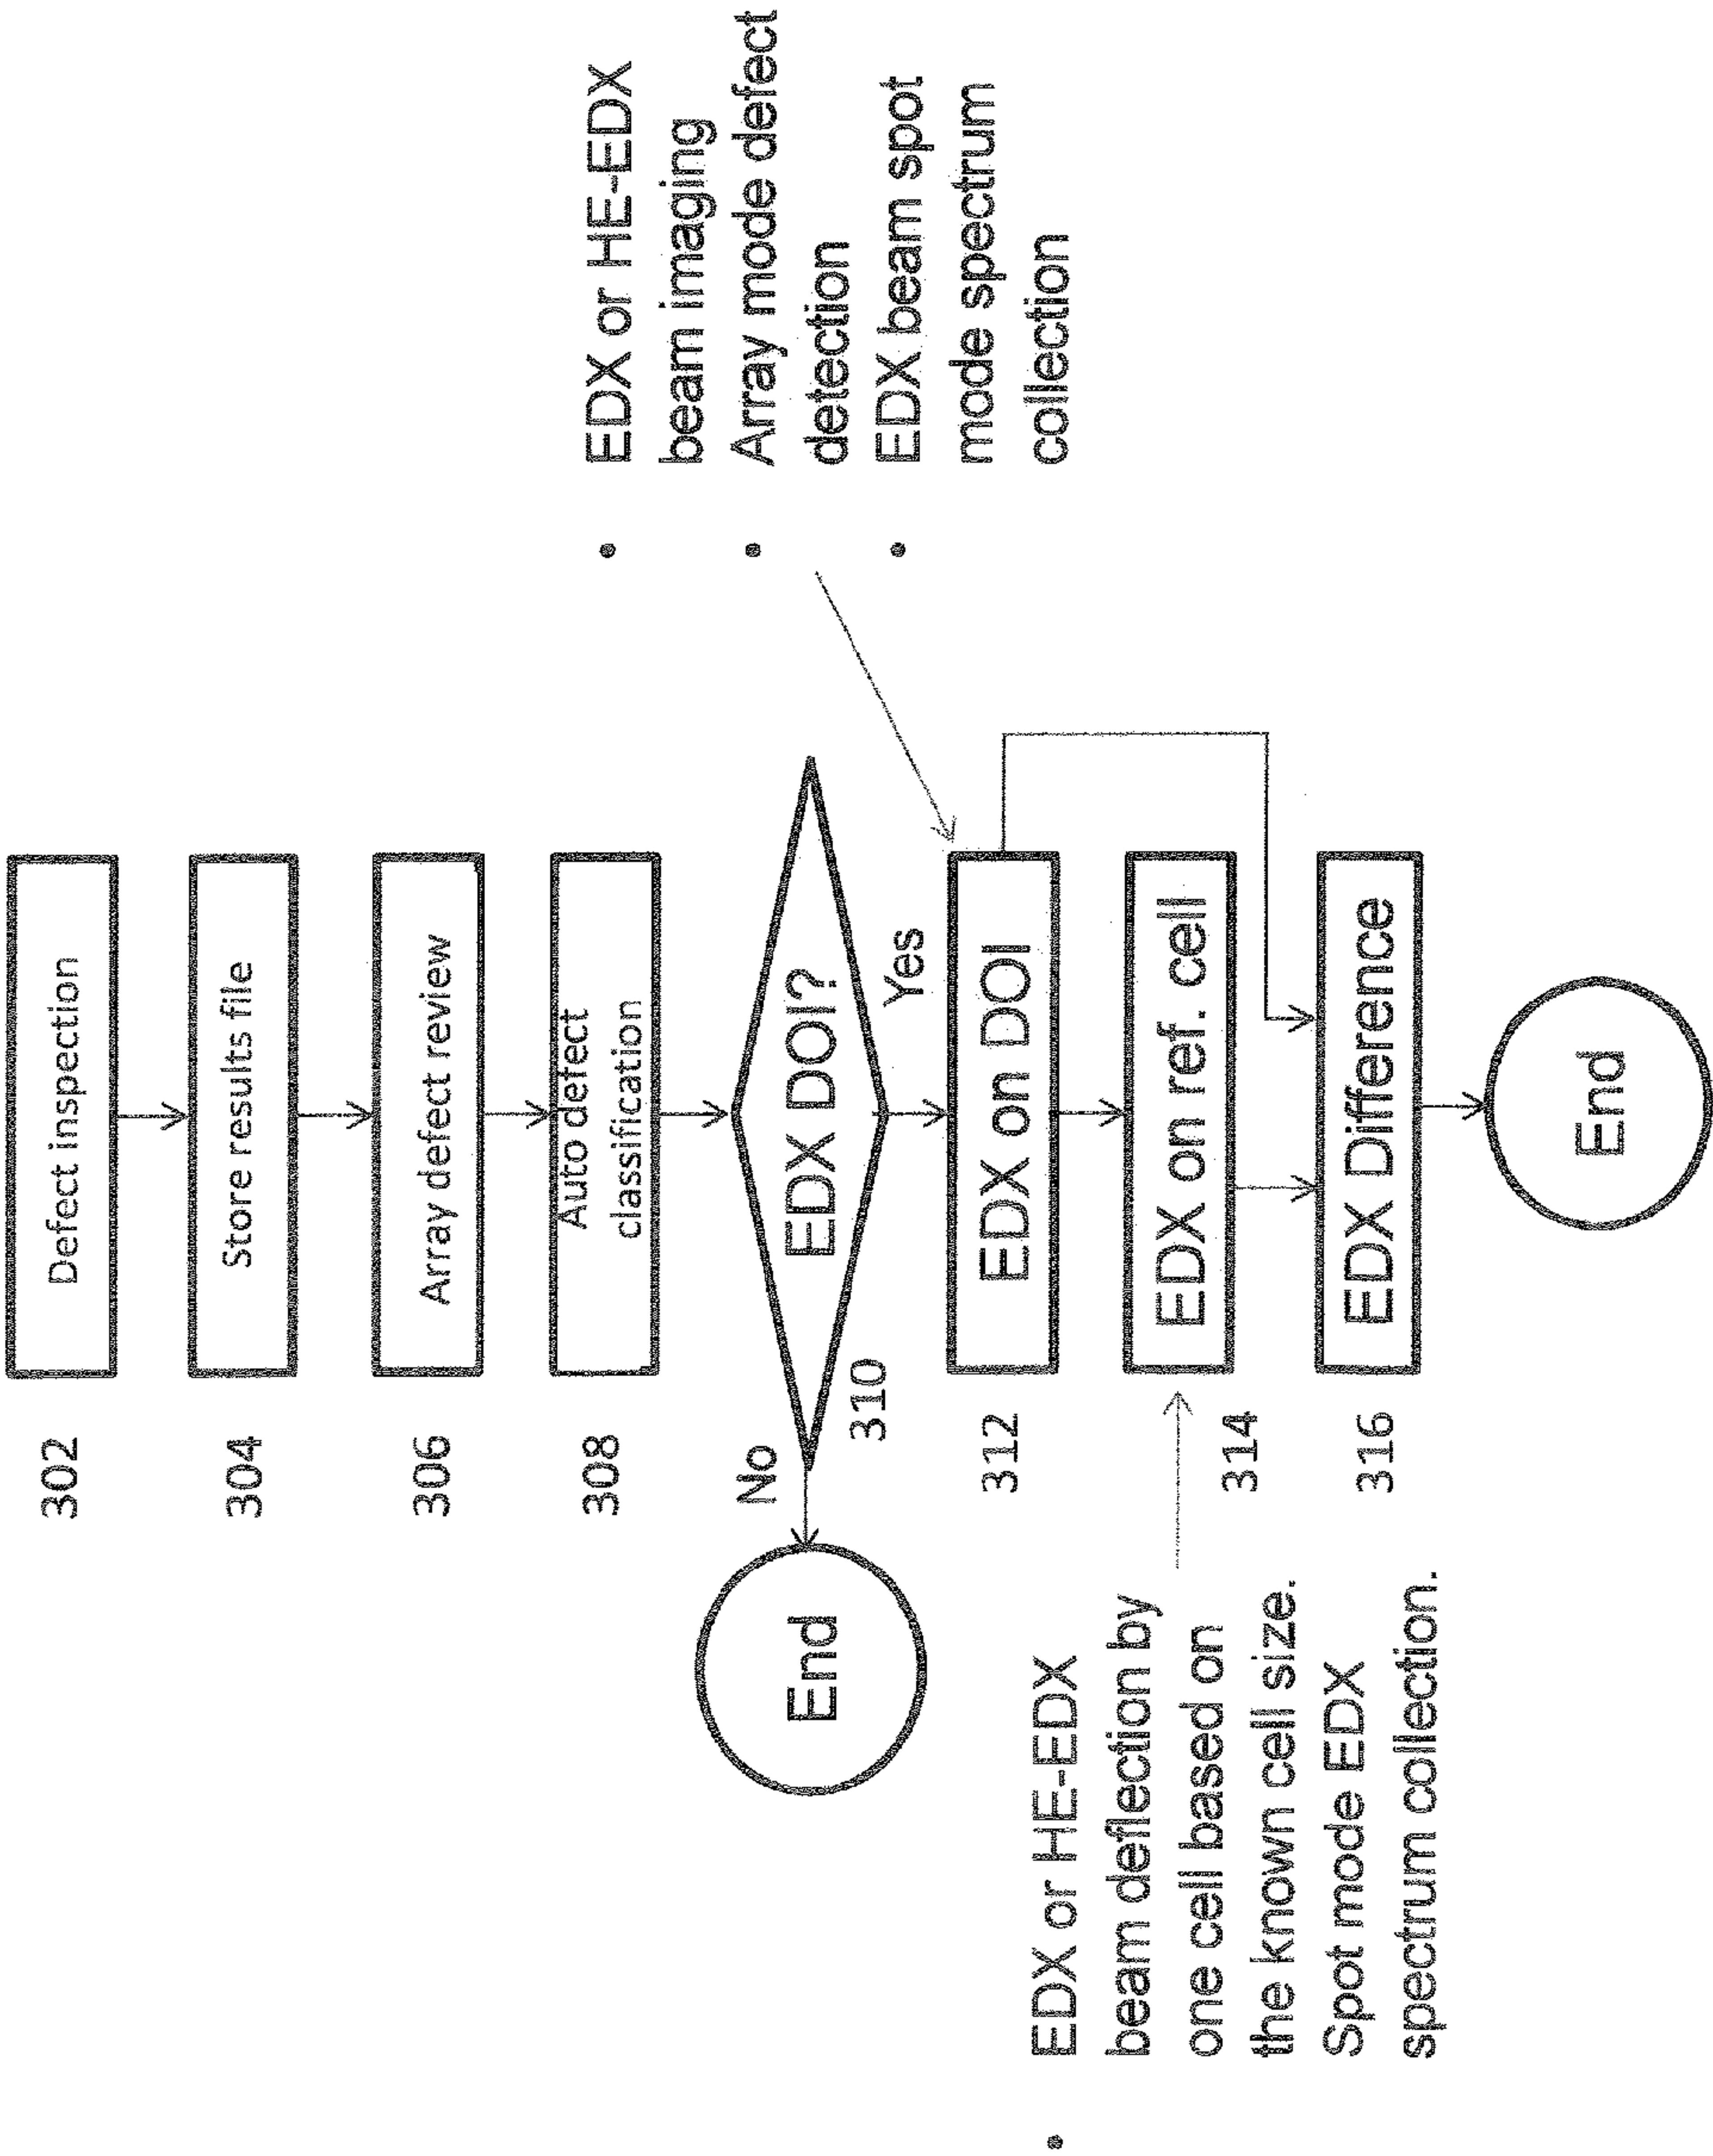 302
Defect inspection
304
Store results file
306
Array defect review
308
Auto defect
classification
No
End
310
EDX DOI?
Yes
312
EDX on DOI
• EDX or HE-EDX
beam imaging
• Array mode defect
detection
• EDX beam spot
mode spectrum
collection
314
EDX on ref. cell
• EDX or HE-EDX
beam deflection by
one cell based on
the known cell size.
Spot mode EDX
spectrum collection.
316
EDX Difference
End